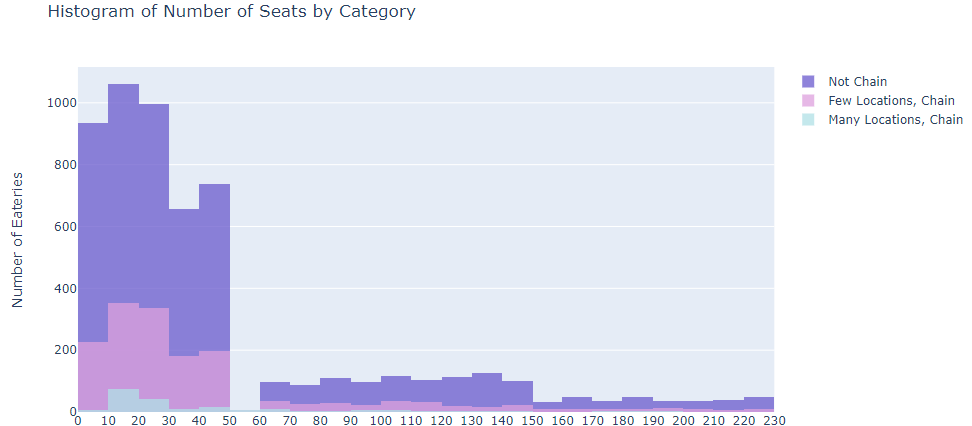 Histogram of Number of Seats by Category
Not Chain
Few Locations, Chain
Many Locations, Chain
Number of Eateries
1000
800
600
400
200
0
0 10 20 30 40 50 60 70 80 90 100 110 120 130 140 150 160 170 180 190 200 210 220 230